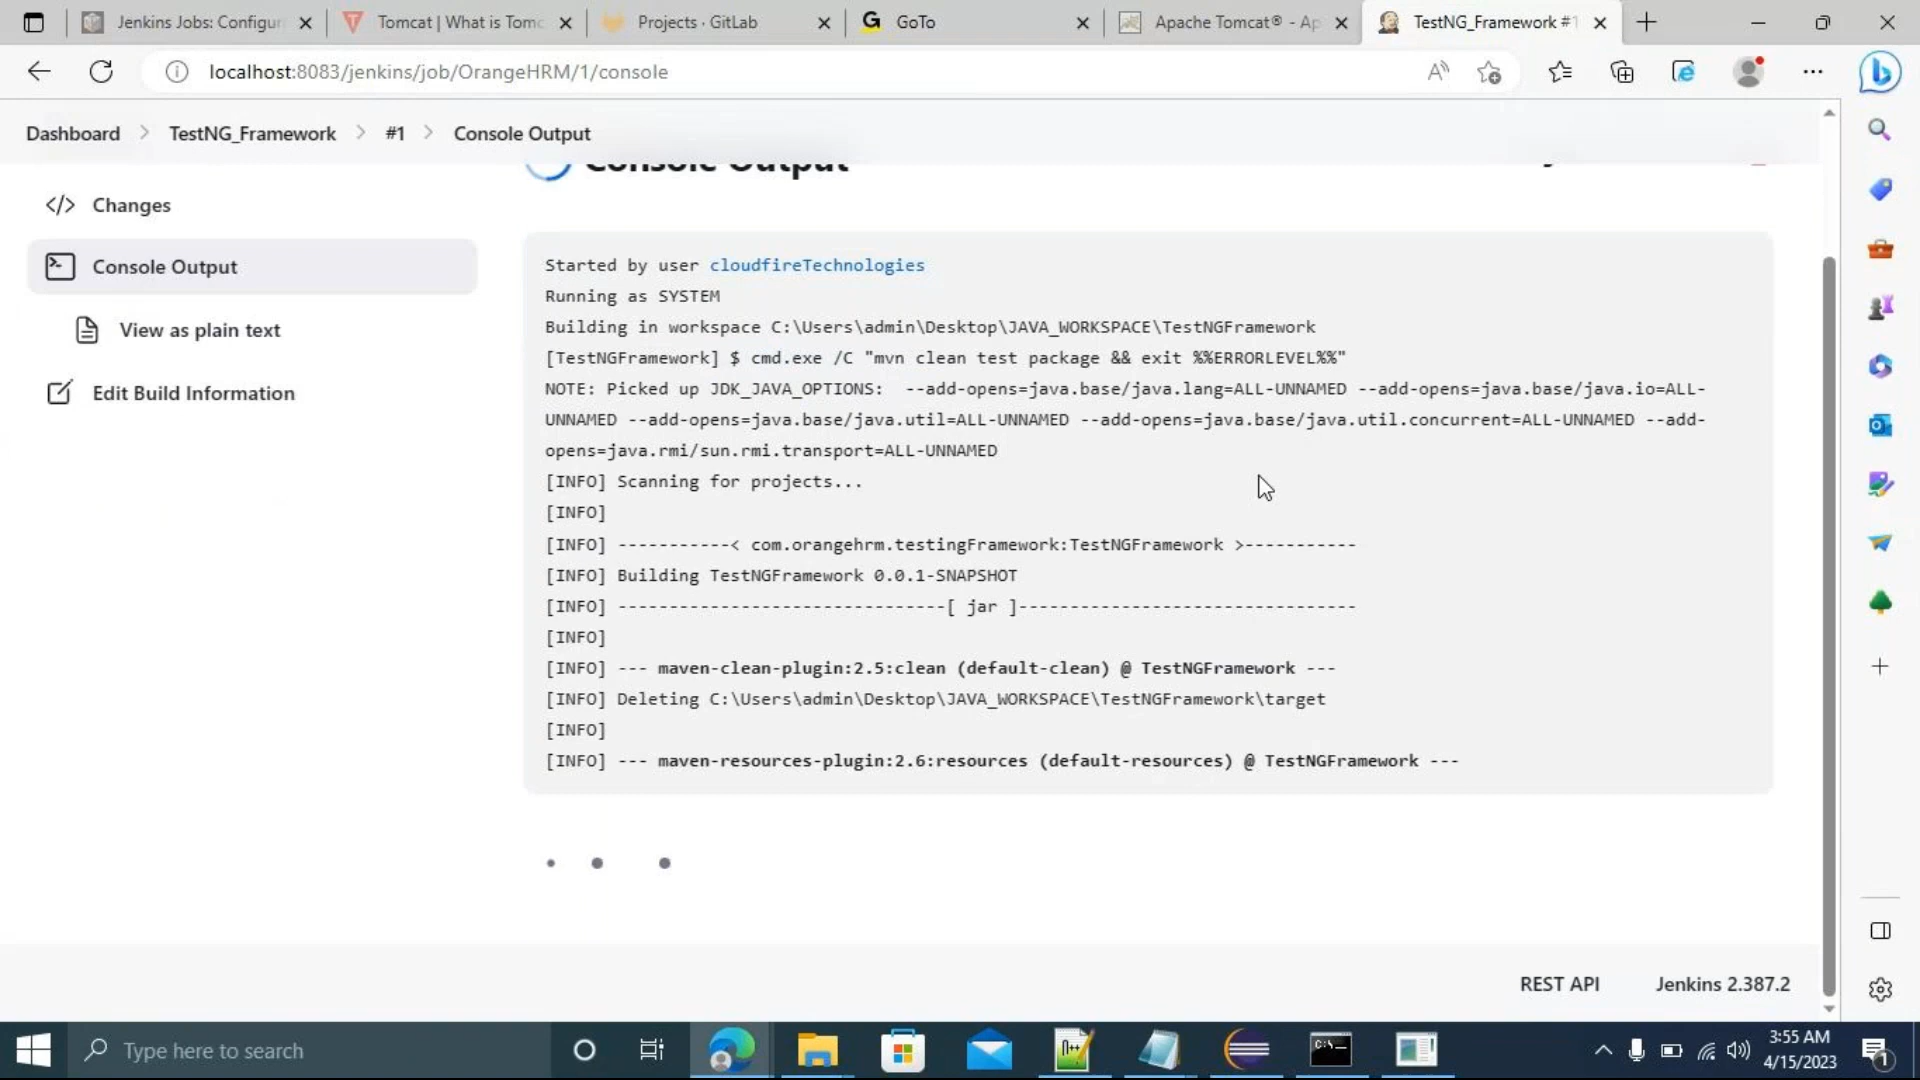 Jenkins Jobs: Configur
Tomcat | What is Tomc
Projects · GitLab
GoTo
Apache Tomcat® - Ap
TestNG_Framework #1
localhost:8083/jenkins/job/OrangeHRM/1/console
Dashboard > TestNG_Framework > #1 > Console Output
Console Output
Changes
Console Output
View as plain text
Edit Build Information
Started by user cloudfireTechnologies
Running as SYSTEM
Building in workspace C:\Users\admin\Desktop\JAVA_WORKSPACE\TestNGFramework
[TestNGFramework] $ cmd.exe /C "mvn clean test package && exit %%ERRORLEVEL%%"
NOTE: Picked up JDK_JAVA_OPTIONS:  --add-opens=java.base/java.lang=ALL-UNNAMED --add-opens=java.base/java.io=ALL-
UNNAMED --add-opens=java.base/java.util=ALL-UNNAMED --add-opens=java.base/java.util.concurrent=ALL-UNNAMED --add-
opens=java.rmi/sun.rmi.transport=ALL-UNNAMED
[INFO] Scanning for projects...
[INFO]
[INFO] -----------< com.orangehrm.testingFramework:TestNGFramework >-----------
[INFO] Building TestNGFramework 0.0.1-SNAPSHOT
[INFO] --------------------------------[ jar ]---------------------------------
[INFO]
[INFO] --- maven-clean-plugin:2.5:clean (default-clean) @ TestNGFramework ---
[INFO] Deleting C:\Users\admin\Desktop\JAVA_WORKSPACE\TestNGFramework\target
[INFO]
[INFO] --- maven-resources-plugin:2.6:resources (default-resources) @ TestNGFramework ---
REST API
Jenkins 2.387.2
Type here to search
3:55 AM
4/15/2023
1